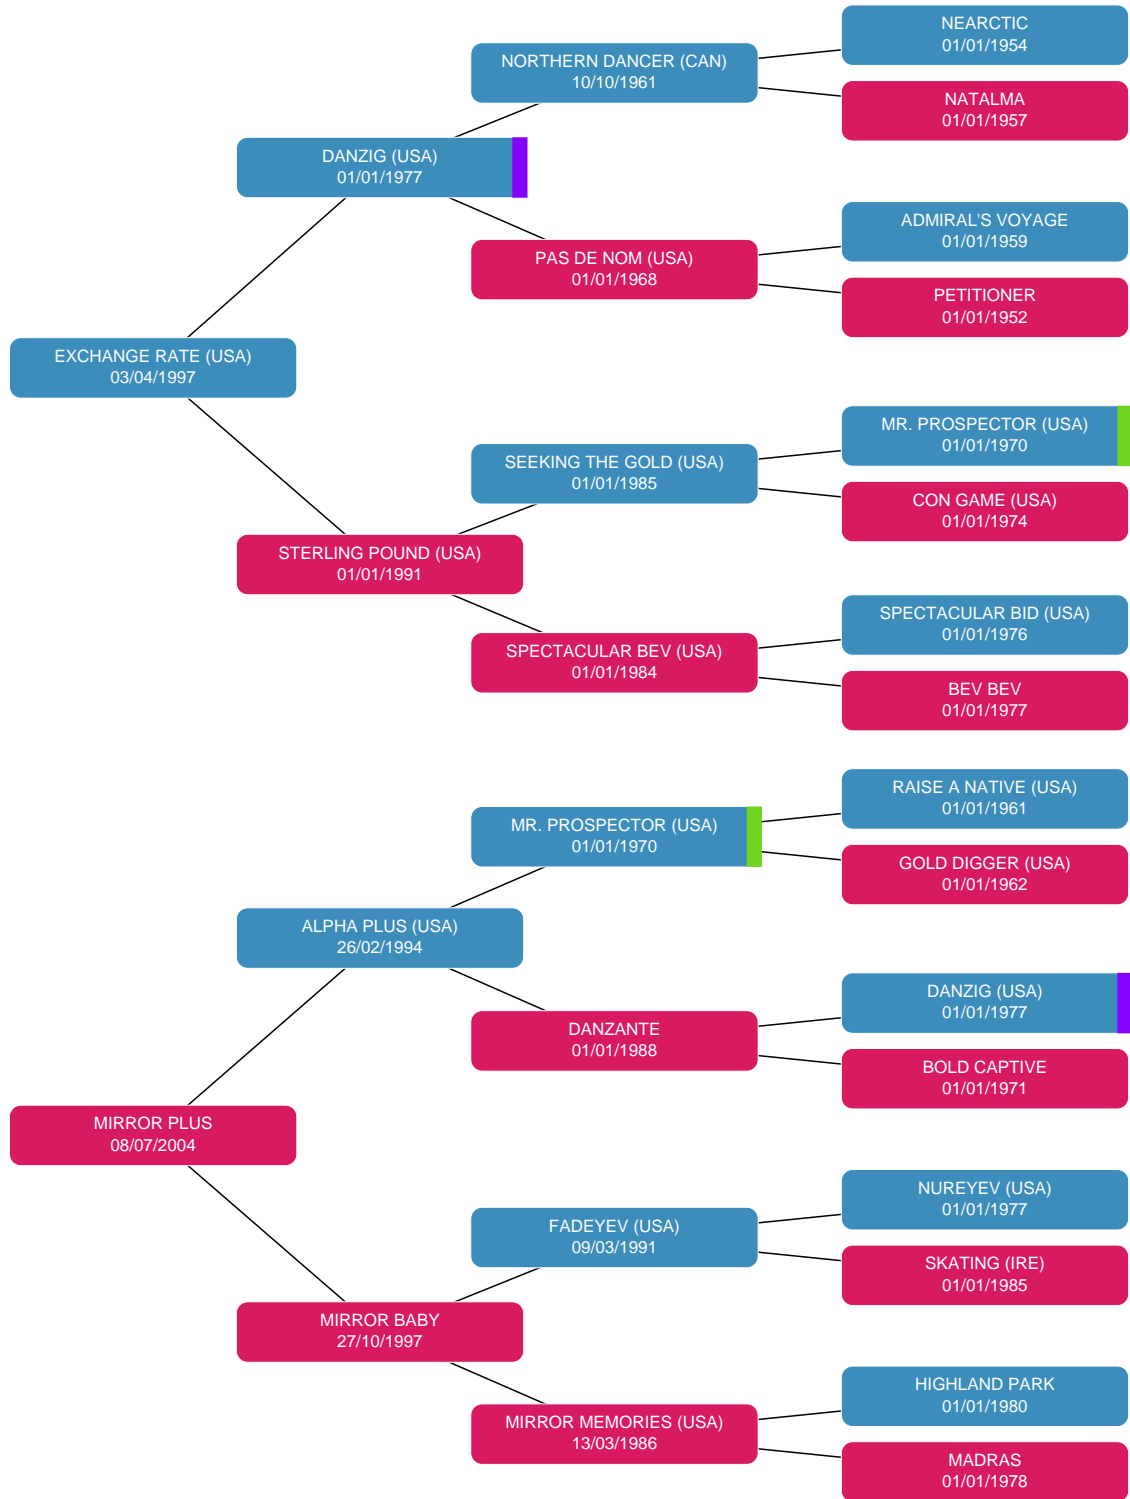 NEARCTIC
01/01/1954
NORTHERN DANCER (CAN)
10/10/1961
NATALMA
01/01/1957
DANZIG (USA)
01/01/1977
ADMIRAL'S VOYAGE
01/01/1959
PAS DE NOM (USA)
01/01/1968
PETITIONER
01/01/1952
EXCHANGE RATE (USA)
03/04/1997
MR. PROSPECTOR (USA)
01/01/1970
SEEKING THE GOLD (USA)
01/01/1985
CON GAME (USA)
01/01/1974
STERLING POUND (USA)
01/01/1991
SPECTACULAR BID (USA)
01/01/1976
SPECTACULAR BEV (USA)
01/01/1984
BEV BEV
01/01/1977
RAISE A NATIVE (USA)
01/01/1961
MR. PROSPECTOR (USA)
01/01/1970
GOLD DIGGER (USA)
01/01/1962
ALPHA PLUS (USA)
26/02/1994
DANZIG (USA)
01/01/1977
DANZANTE
01/01/1988
BOLD CAPTIVE
01/01/1971
MIRROR PLUS
08/07/2004
NUREYEV (USA)
01/01/1977
FADEYEV (USA)
09/03/1991
SKATING (IRE)
01/01/1985
MIRROR BABY
27/10/1997
HIGHLAND PARK
01/01/1980
MIRROR MEMORIES (USA)
13/03/1986
MADRAS
01/01/1978